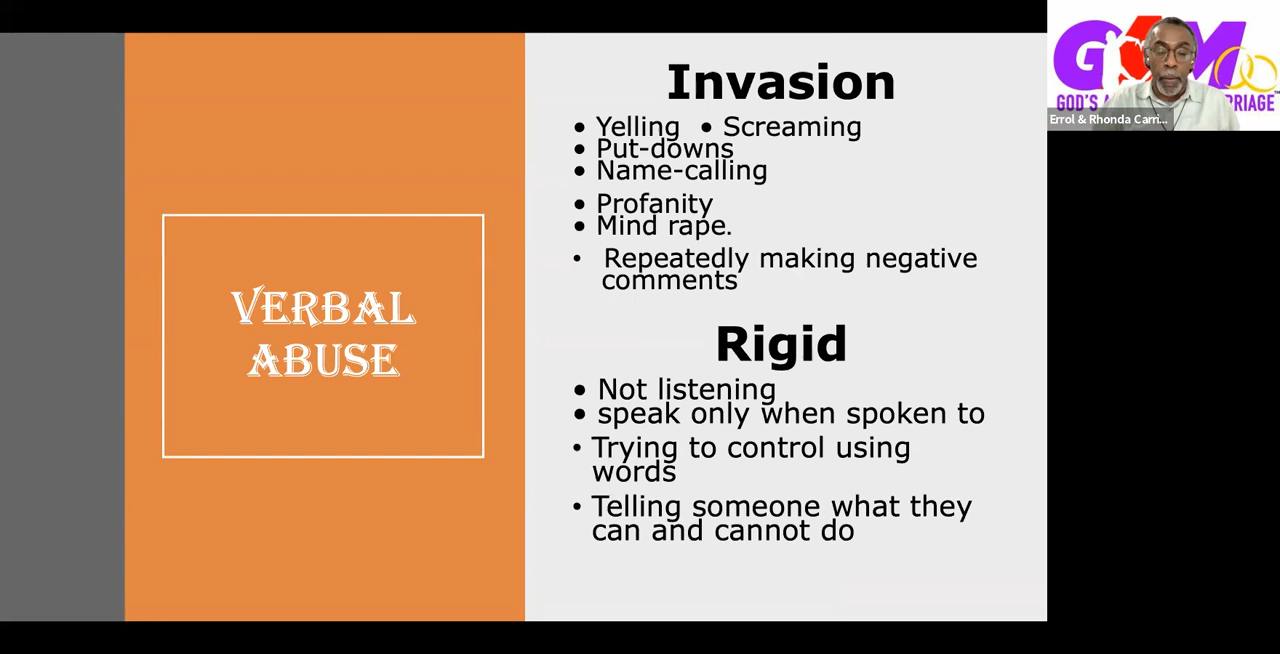 VERBAL
ABUSE
Invasion
• Yelling • Screaming
• Put-downs
• Name-calling
• Profanity
• Mind rape.
• Repeatedly making negative
comments
Rigid
• Not listening
• speak only when spoken to
• Trying to control using
words
• Telling someone what they
can and cannot do
G M
GOD'S A RIAGE™
Errol & Rhonda Carri...